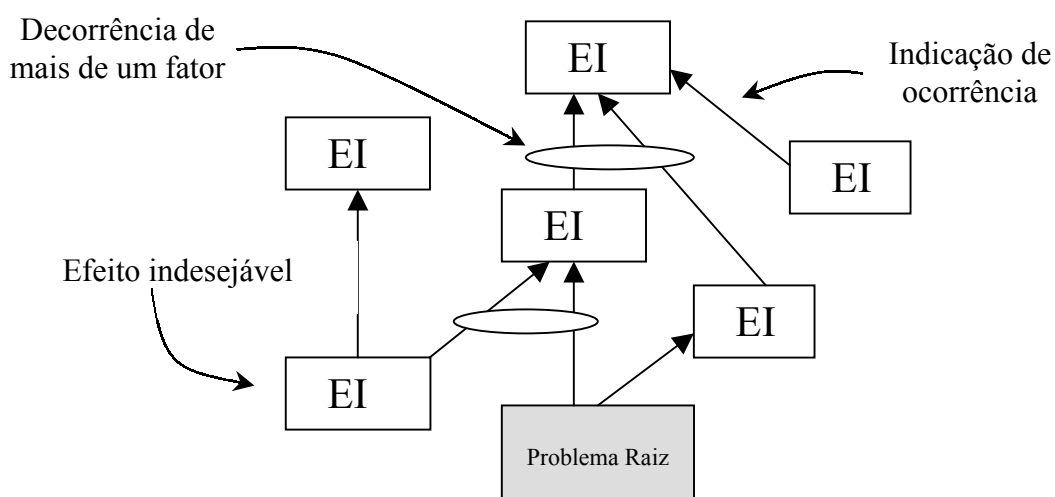 Decorrência de
mais de um fator
EI
Indicação de
ocorrência
EI
EI
EI
Efeito indesejável
EI
EI
Problema Raiz